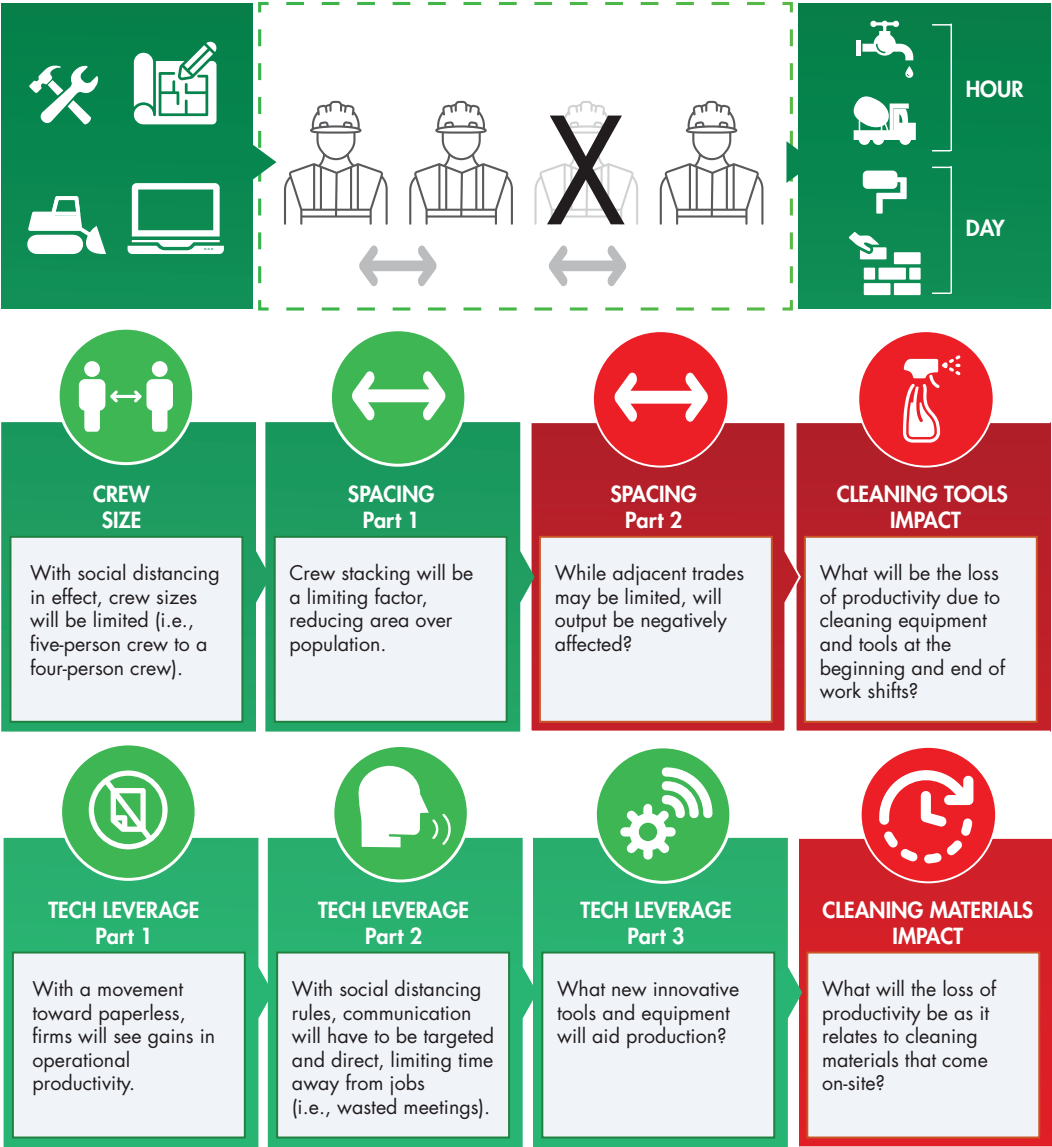 HOUR
DAY
CREW
SIZE
With social distancing
in effect, crew sizes
will be limited (i.e.,
five-person crew to a
four-person crew).
SPACING
Part 1
Crew stacking will be
a limiting factor,
reducing area over
population.
SPACING
Part 2
While adjacent trades
may be limited, will
output be negatively
affected?
CLEANING TOOLS
IMPACT
What will be the loss
of productivity due to
cleaning equipment
and tools at the
beginning and end of
work shifts?
TECH LEVERAGE
Part 1
With a movement
toward paperless,
firms will see gains in
operational
productivity.
TECH LEVERAGE
Part 2
With social distancing
rules, communication
will have to be targeted
and direct, limiting time
away from jobs
(i.e., wasted meetings).
TECH LEVERAGE
Part 3
What new innovative
tools and equipment
will aid production?
CLEANING MATERIALS
IMPACT
What will the loss of
productivity be as it
relates to cleaning
materials that come
on-site?